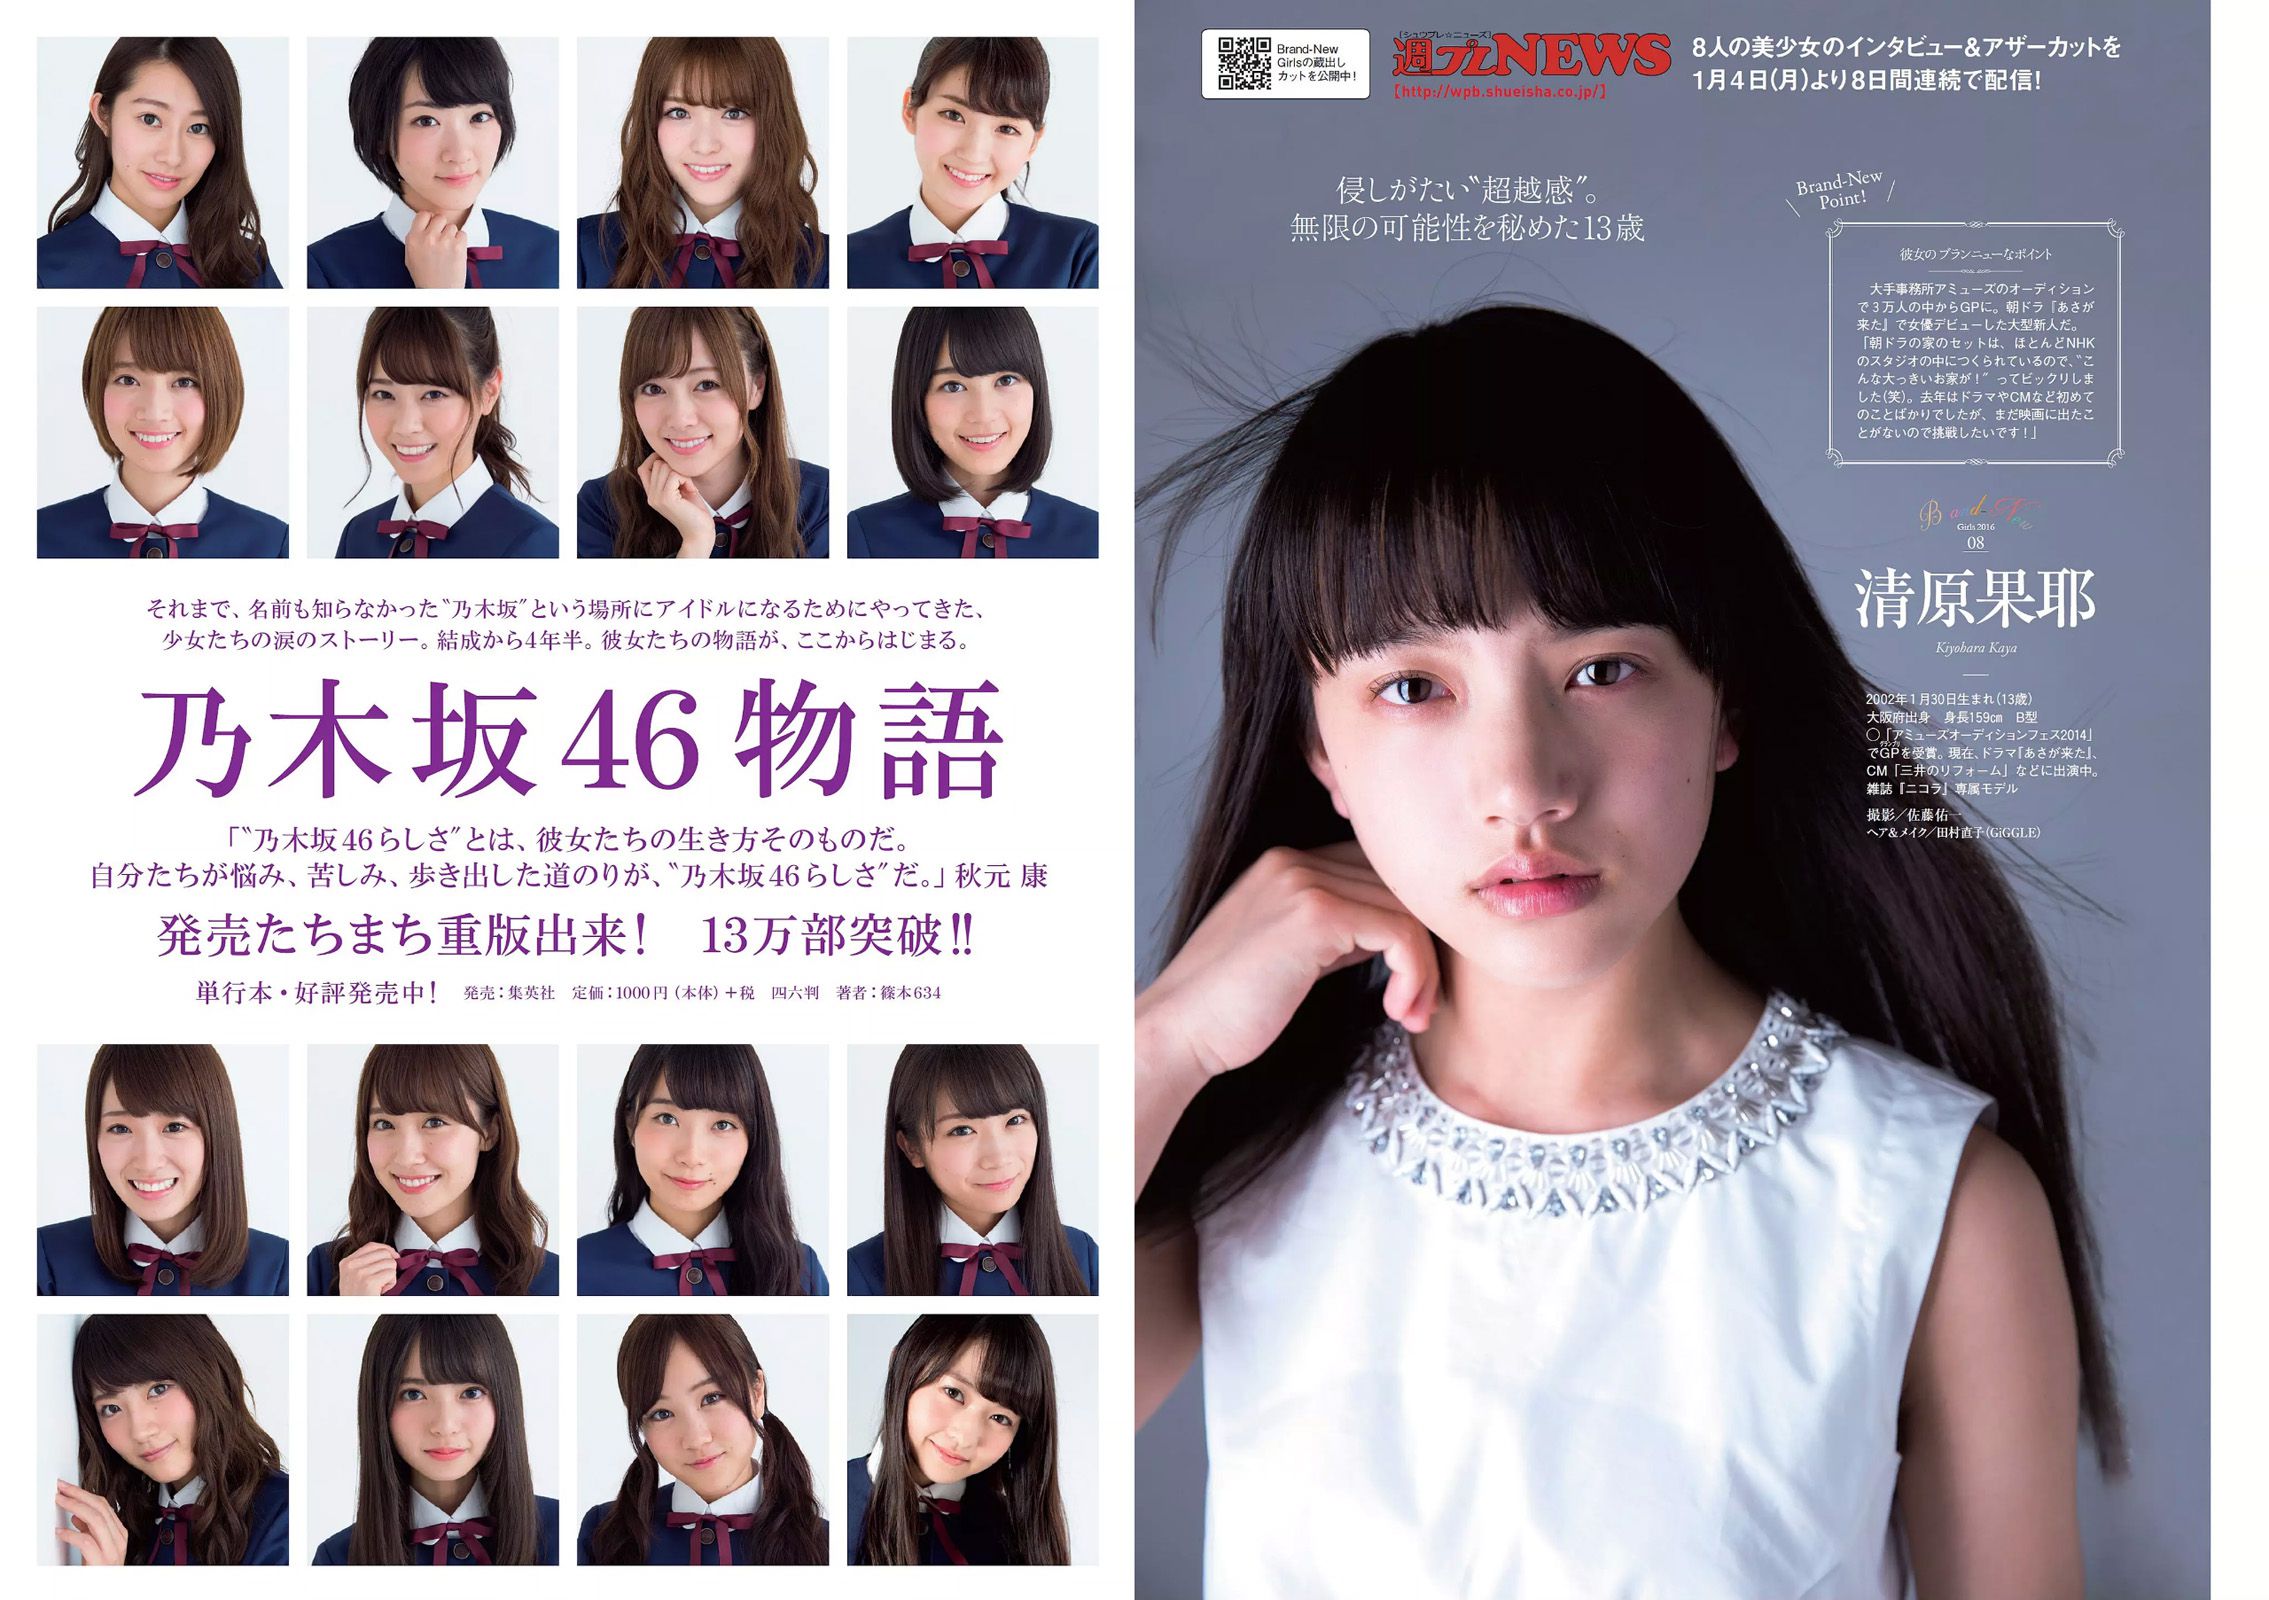 それまで、名前も知らなかった〝乃木坂〟という場所にアイドルになるためにやってきた、
少女たちの涙のストーリー。結成から4年半。彼女たちの物語が、ここからはじまる。
乃木坂46物語
「〝乃木坂46らしさ〟とは、彼女たちの生き方そのものだ。
自分たちが悩み、苦しみ、歩き出した道のりが、〝乃木坂46らしさ〟だ。」秋元 康
発売たちまち重版出来！　13万部突破!!
単行本・好評発売中！　発売：集英社　定価：1000円（本体）＋税　四六判　著者：篠本634
Brand-New
Girlsの蔵出し
カットを公開中！
［シュウプレ☆ニュース］
週プレNEWS
【http://wpb.shueisha.co.jp/】
8人の美少女のインタビュー＆アザーカットを
1月4日(月)より8日間連続で配信！
侵しがたい〝超越感〟。
無限の可能性を秘めた13歳
Brand-New
Point!
彼女のブランニューなポイント
大手事務所アミューズのオーディション
で３万人の中からGPに。朝ドラ『あさが
来た』で女優デビューした大型新人だ。
「朝ドラの家のセットは、ほとんどNHK
のスタジオの中につくられているので、〝こ
んな大っきいお家が！〟ってビックリしま
した(笑)。去年はドラマやCMなど初めて
のことばかりでしたが、まだ映画に出たこ
とがないので挑戦したいです！」
Brand-New
Girls 2016
08
清原果耶
Kiyohara Kaya
2002年１月30日生まれ（13歳）
大阪府出身　身長159㎝　B型
○「アミューズオーディションフェス2014」
でGPを受賞。現在、ドラマ『あさが来た』、
グランプリ
CM「三井のリフォーム」などに出演中。
雑誌『ニコラ』専属モデル
撮影／佐藤佑一
ヘア＆メイク／田村直子（GiGGLE）